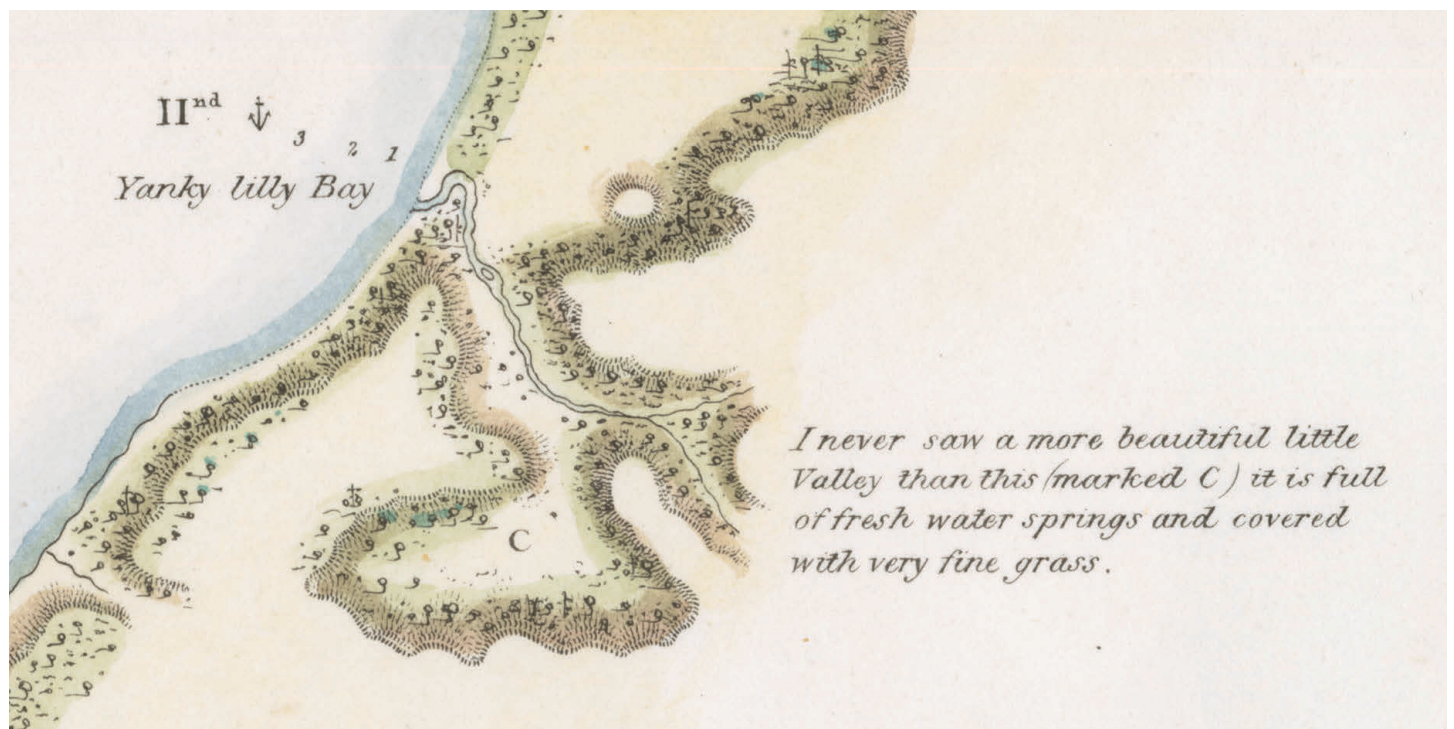 IInd
3 2 1
Yanky lilly Bay
I never saw a more beautiful little
Valley than this (marked C) it is full
of fresh water springs and covered
with very fine grass.
C